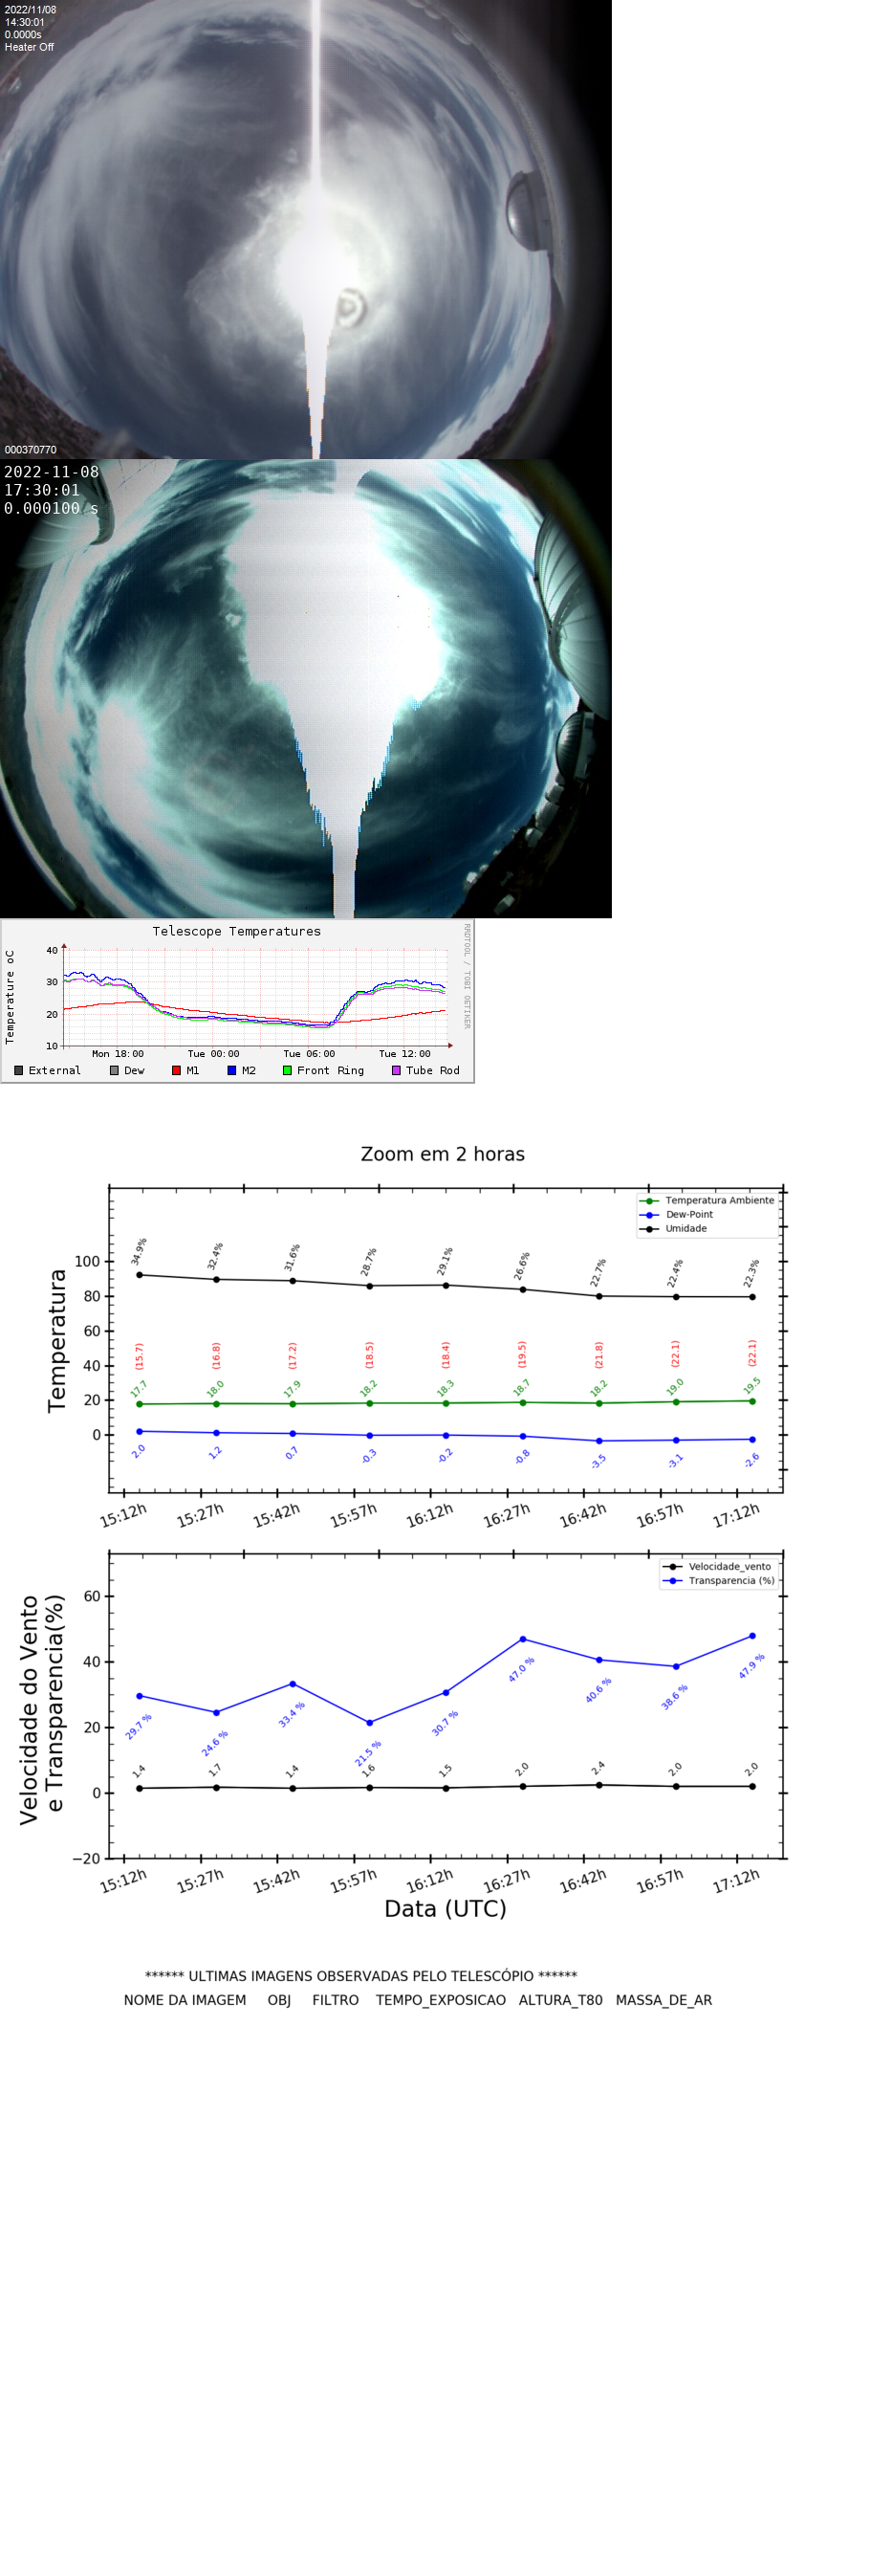 2022/11/08
14:30:01
0.0000s
Heater Off
000370770
2022-11-08
17:30:01
0.000100 s
Telescope Temperatures
RRDTOOL / TOBI OETIKER
Temperature oC
40
30
20
10
Mon 18:00 Tue 00:00 Tue 06:00 Tue 12:00
External Dew M1 M2 Front Ring Tube Rod
Zoom em 2 horas
Temperatura Ambiente
Dew-Point
Umidade
Temperatura
100
80
60
40
20
0
34.9% 32.4% 31.6% 28.7% 29.1% 26.6% 22.7% 22.4% 22.3%
(15.7) (16.8) (17.2) (18.5) (18.4) (19.5) (21.8) (22.1) (22.1)
17.7 18.0 17.9 18.2 18.3 18.7 18.2 19.0 19.5
2.0 1.2 0.7 -0.3 -0.2 -0.8 -3.5 -3.1 -2.6
15:12h 15:27h 15:42h 15:57h 16:12h 16:27h 16:42h 16:57h 17:12h
Velocidade_vento
Transparencia (%)
Velocidade do Vento
e Transparencia(%)
60
40
20
0
−20
29.7 % 24.6 % 33.4 % 21.5 % 30.7 % 47.0 % 40.6 % 38.6 % 47.9 %
1.4 1.7 1.4 1.6 1.5 2.0 2.4 2.0 2.0
15:12h 15:27h 15:42h 15:57h 16:12h 16:27h 16:42h 16:57h 17:12h
Data (UTC)
****** ULTIMAS IMAGENS OBSERVADAS PELO TELESCÓPIO ******
NOME DA IMAGEM OBJ FILTRO TEMPO_EXPOSICAO ALTURA_T80 MASSA_DE_AR